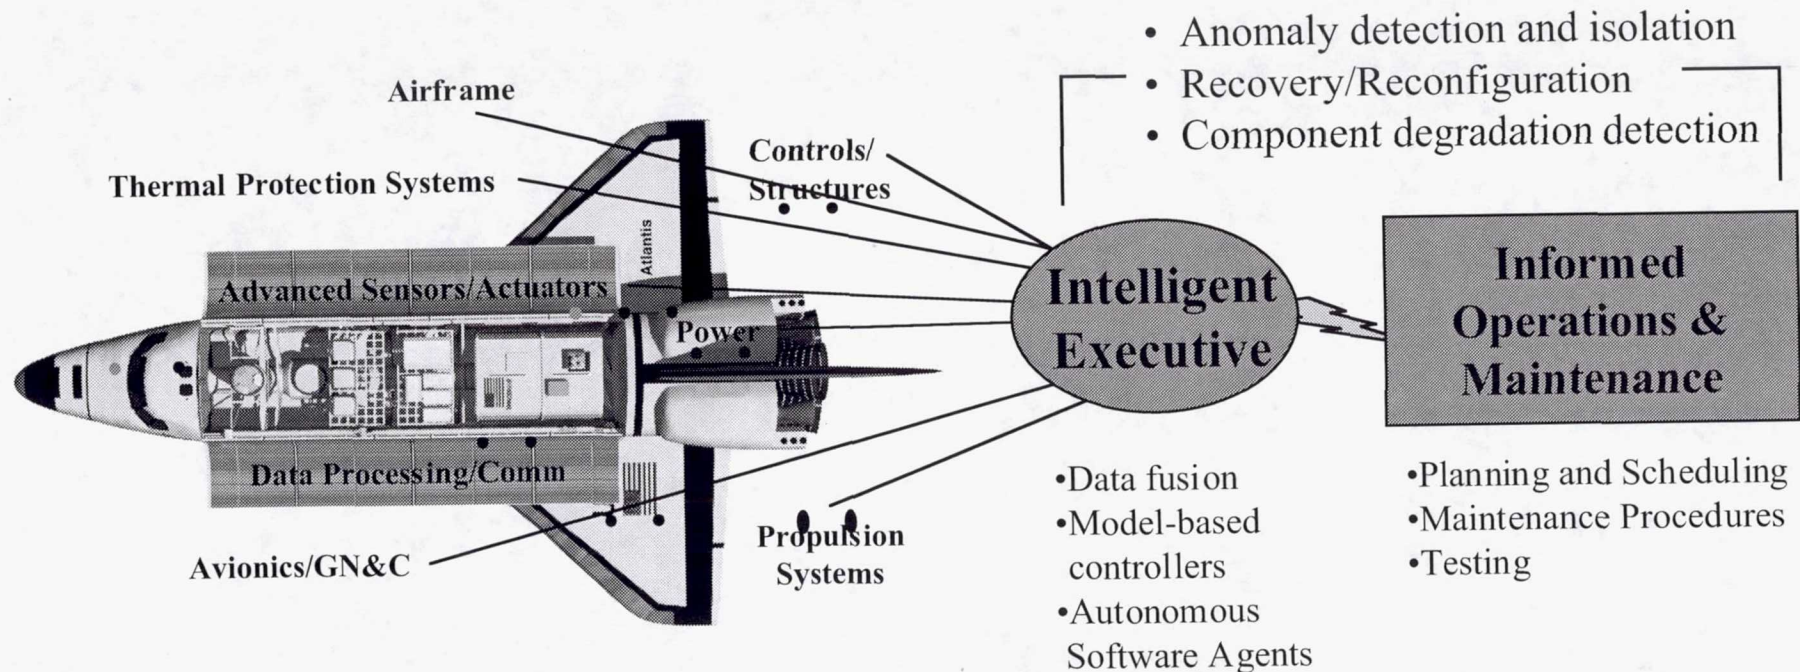 • Anomaly detection and isolation
• Recovery/Reconfiguration
• Component degradation detection
Airframe
Thermal Protection Systems
Controls/
Structures
Atlantis
Advanced Sensors/Actuators
Power
Data Processing/Comm
Avionics/GN&C
Propulsion
Systems
Intelligent
Executive
•Data fusion
•Model-based
controllers
•Autonomous
Software Agents
Informed
Operations &
Maintenance
•Planning and Scheduling
•Maintenance Procedures
•Testing